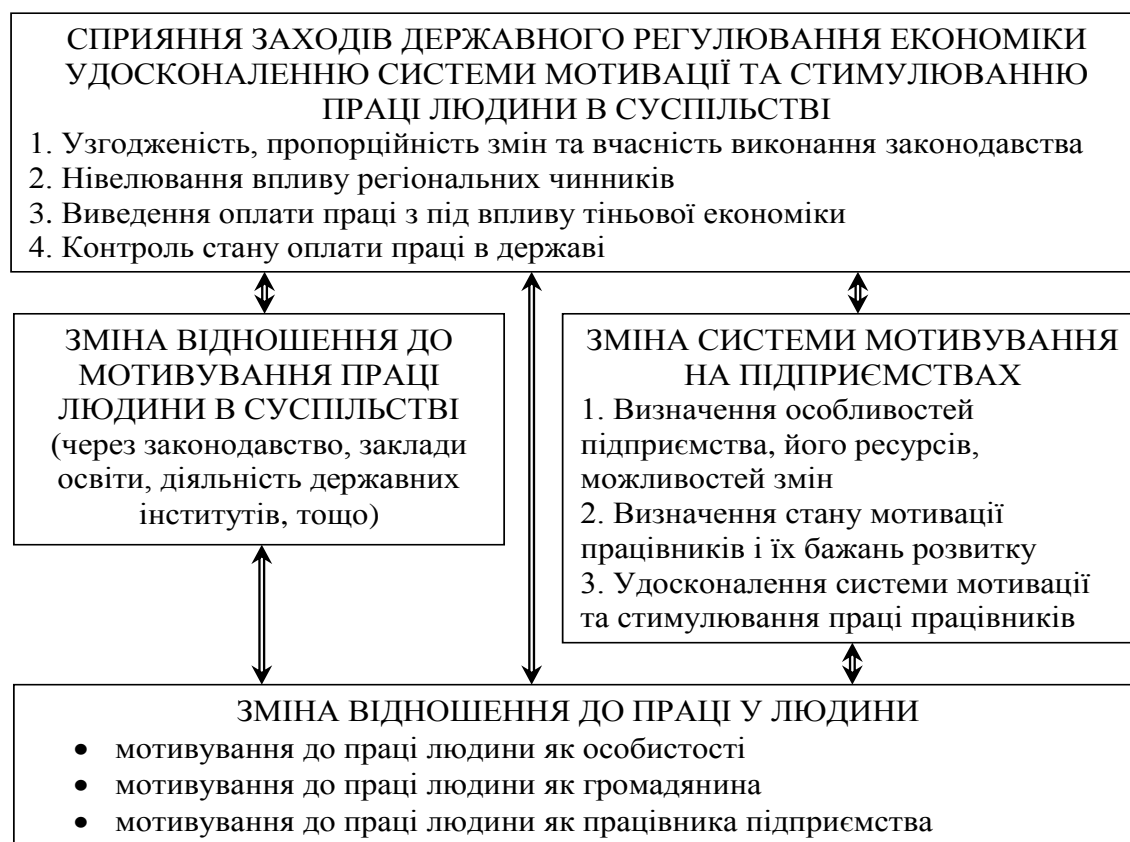 СПРИЯННЯ ЗАХОДІВ ДЕРЖАВНОГО РЕГУЛЮВАННЯ ЕКОНОМІКИ
УДОСКОНАЛЕННЮ СИСТЕМИ МОТИВАЦІЇ ТА СТИМУЛЮВАННЮ
ПРАЦІ ЛЮДИНИ В СУСПІЛЬСТВІ
1. Узгодженість, пропорційність змін та вчасність виконання законодавства
2. Нівелювання впливу регіональних чинників
3. Виведення оплати праці з під впливу тіньової економіки
4. Контроль стану оплати праці в державі
ЗМІНА ВІДНОШЕННЯ ДО
МОТИВУВАННЯ ПРАЦІ
ЛЮДИНИ В СУСПІЛЬСТВІ
(через законодавство, заклади
освіти, діяльність державних
інститутів, тощо)
ЗМІНА СИСТЕМИ МОТИВУВАННЯ
НА ПІДПРИЄМСТВАХ
1. Визначення особливостей
підприємства, його ресурсів,
можливостей змін
2. Визначення стану мотивації
працівників і їх бажань розвитку
3. Удосконалення системи мотивації
та стимулювання праці працівників
ЗМІНА ВІДНОШЕННЯ ДО ПРАЦІ У ЛЮДИНИ
• мотивування до праці людини як особистості
• мотивування до праці людини як громадянина
• мотивування до праці людини як працівника підприємства